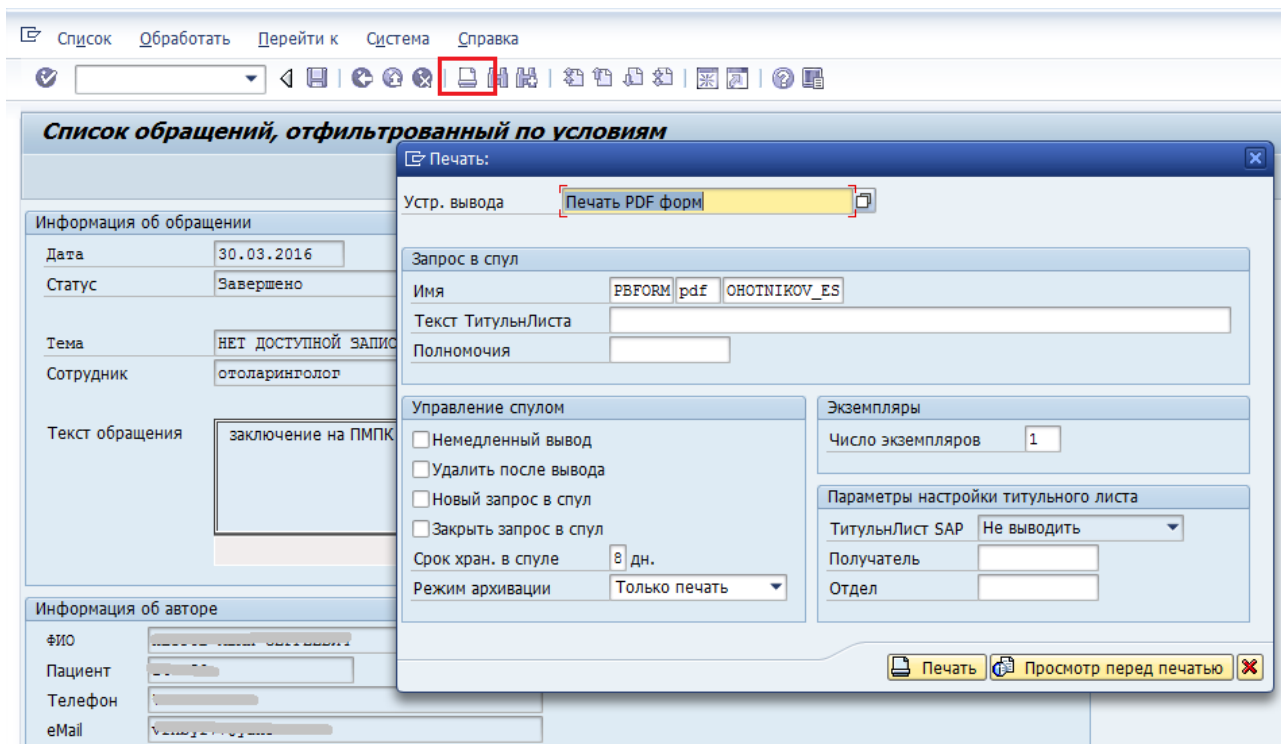 Список Обработать Перейти к Система Справка
Список обращений, отфильтрованный по условиям
Печать:
Устр. вывода Печать PDF форм
Информация об обращении
Дата 30.03.2016
Статус Завершено
Тема НЕТ ДОСТУПНОЙ
Сотрудник отоларинголог
Текст обращения заключение на ПМПК
Запрос в спул
Имя PBFORM pdf OHOTNIKOV_ES
Текст ТитульнЛиста
Полномочия
Управление спулом
Немедленный вывод
Удалить после вывода
Новый запрос в спул
Закрыть запрос в спул
Срок хран. в спуле 8 дн.
Режим архивации Только печать
Экземпляры
Число экземпляров 1
Параметры настройки титульного листа
ТитульнЛист SAP Не выводить
Получатель
Отдел
Печать Просмотр перед печатью
Информация об авторе
ФИО
Пациент
Телефон
eMail